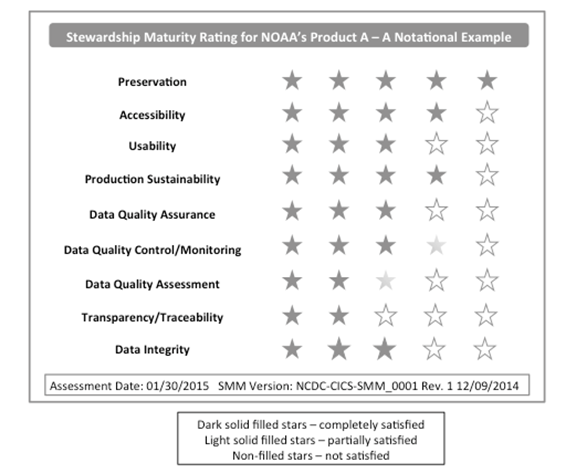 Stewardship Maturity Rating for NOAA's Product A – A Notational Example
Preservation
Accessibility
Usability
Production Sustainability
Data Quality Assurance
Data Quality Control/Monitoring
Data Quality Assessment
Transparency/Traceability
Data Integrity
Assessment Date: 01/30/2015 SMM Version: NCDC-CICS-SMM_0001 Rev. 1 12/09/2014
Dark solid filled stars – completely satisfied
Light solid filled stars – partially satisfied
Non-filled stars – not satisfied